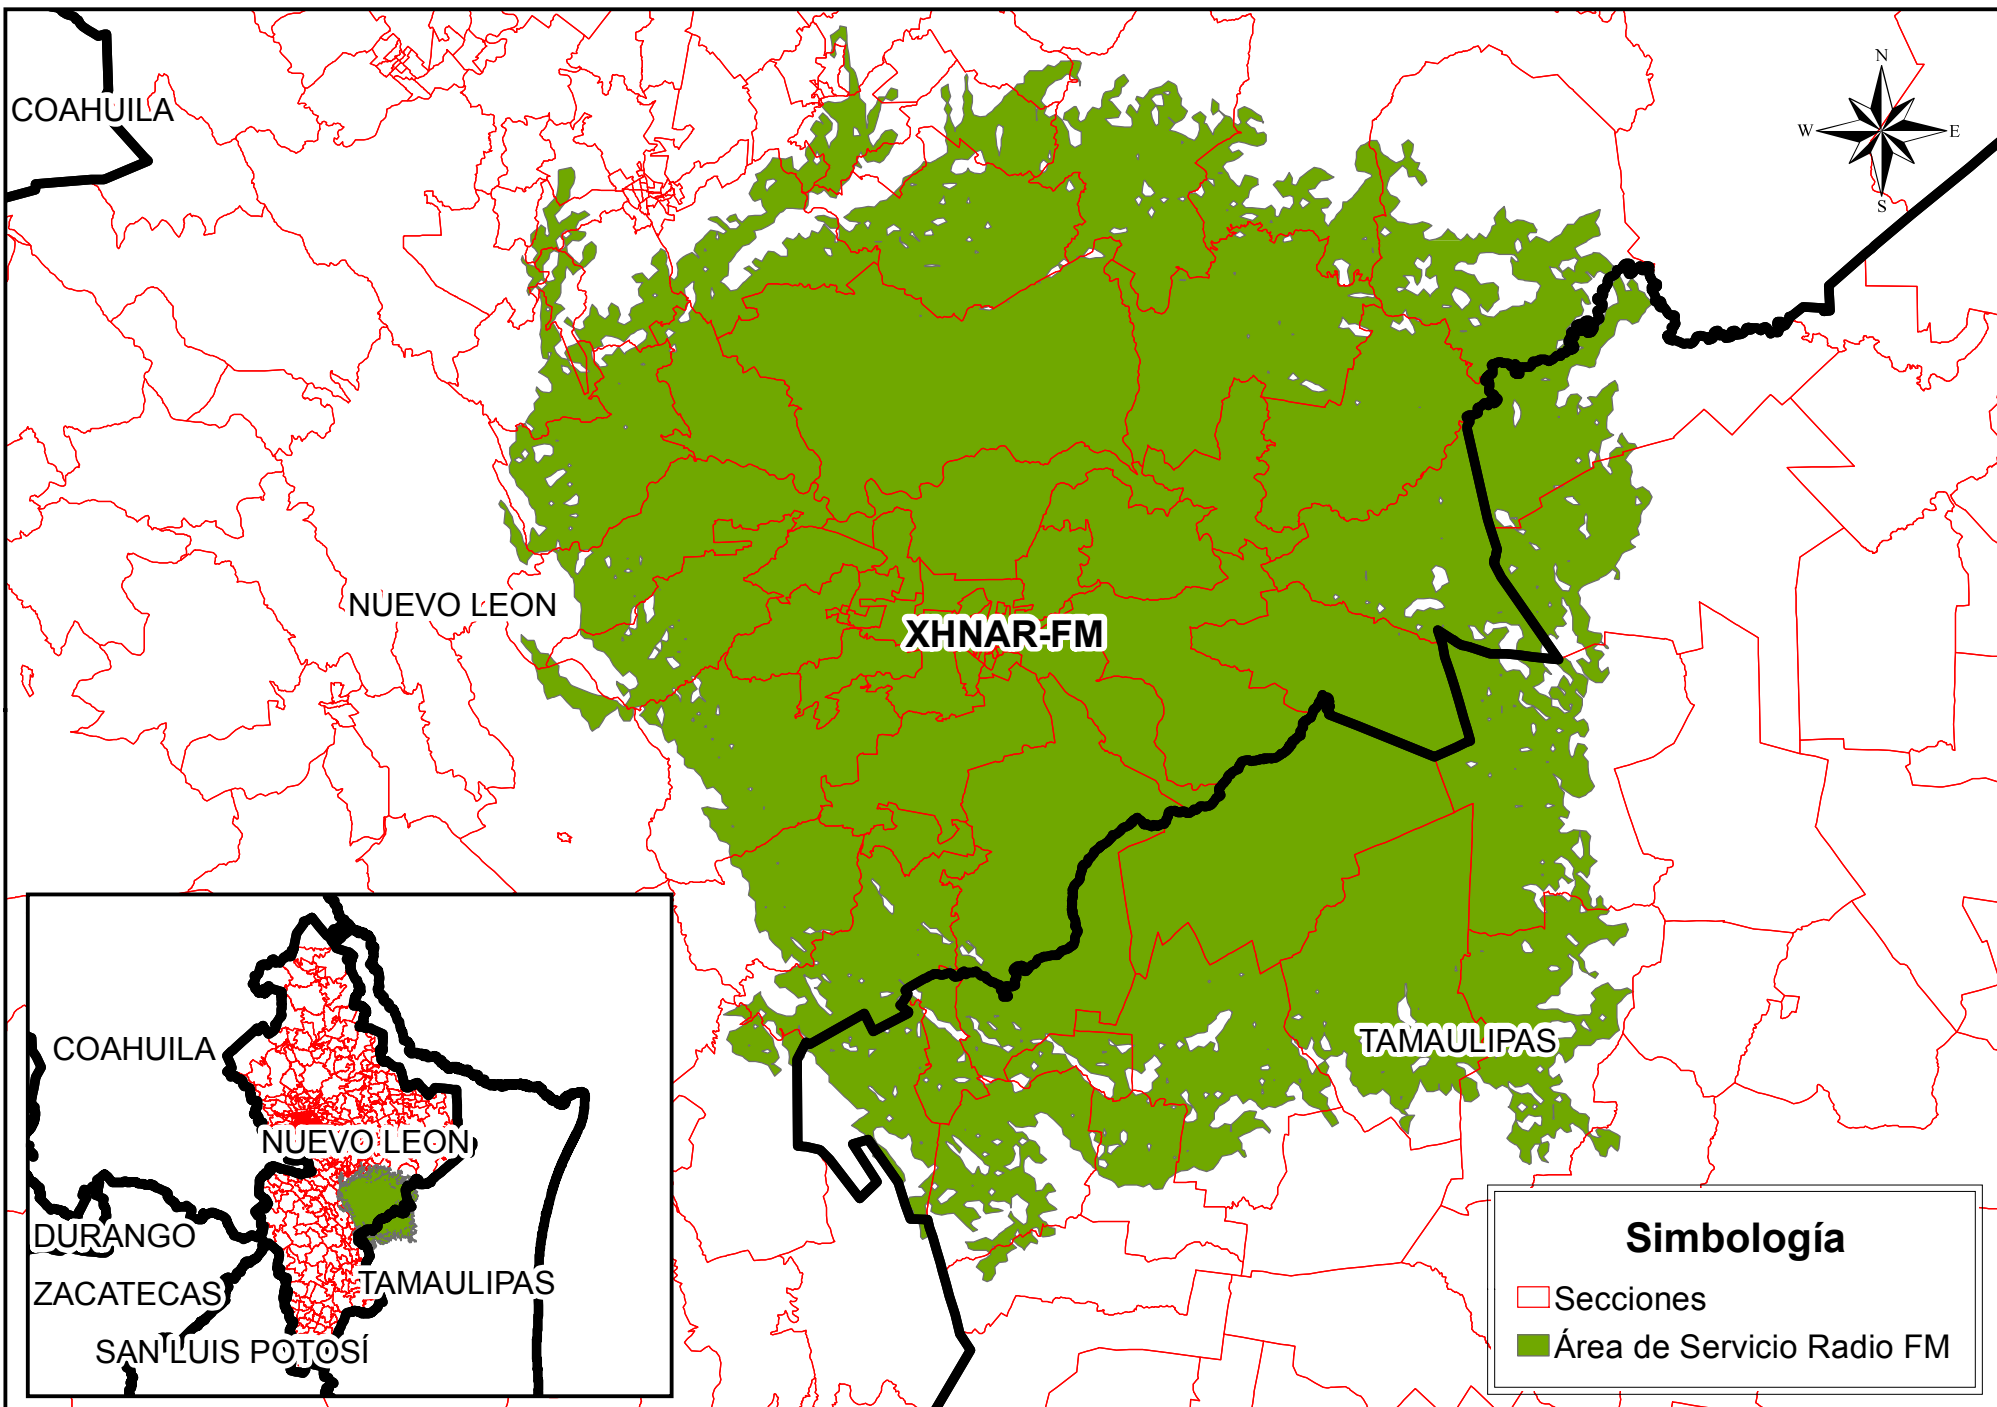 COAHUILA
N
W
E
S
NUEVO LEON
XHNAR-FM
TAMAULIPAS
COAHUILA
NUEVO LEON
DURANGO
ZACATECAS
TAMAULIPAS
SAN LUIS POTOSÍ
Simbología
Secciones
Área de Servicio Radio FM